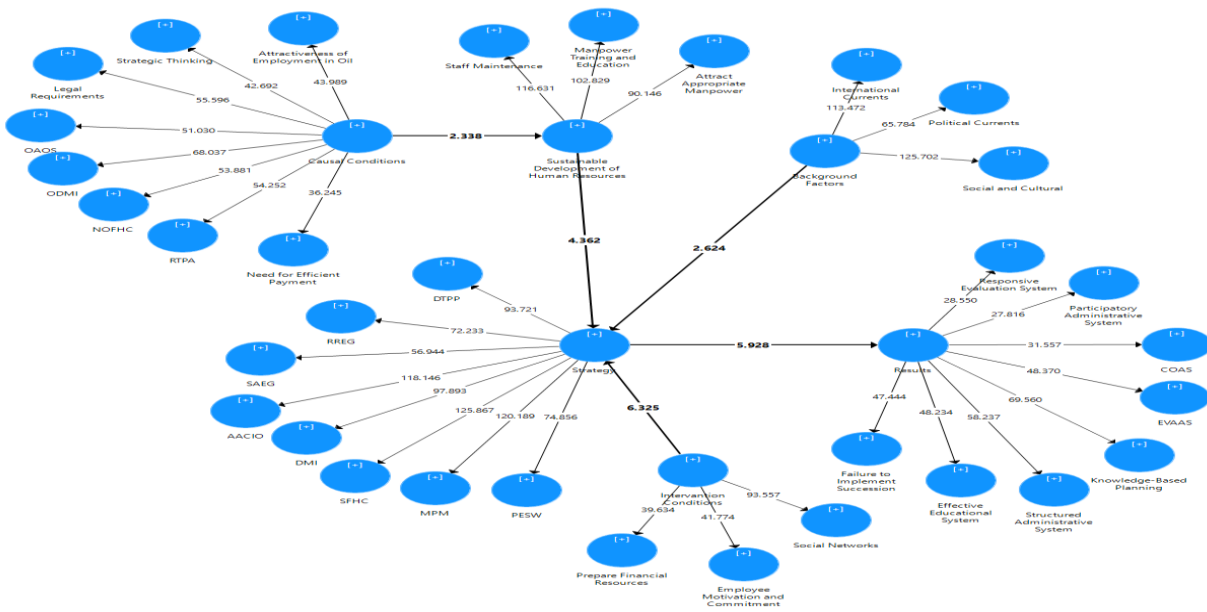 [+]
Strategic Thinking
[+]
Attractiveness of
Employment in Oil
[+]
Legal
Requirements
[+]
OAOS
[+]
ODMI
[+]
NOFHC
[+]
RTPA
[+]
Need for Efficient
Payment
[+]
Causal Conditions
42.692
43.989
55.596
51.030
68.037
53.881
54.252
36.245
2.338
[+]
Staff Maintenance
[+]
Manpower
Training and
Education
[+]
Attract
Appropriate
Manpower
116.631
102.829
90.146
[+]
Sustainable
Development of
Human Resources
[+]
International
Currents
[+]
Political Currents
[+]
Social and Cultural
113.472
65.784
125.702
[+]
Background
Factors
4.362
2.624
[+]
DTPP
[+]
RREG
[+]
SAEG
[+]
AACIO
[+]
DMI
[+]
SFHC
[+]
MPM
[+]
PESW
93.721
72.233
56.944
118.146
97.893
125.867
120.189
74.856
[+]
Strategy
5.928
6.325
[+]
Results
[+]
Responsive
Evaluation System
[+]
Participatory
Administrative
System
[+]
COAS
[+]
EVAAS
[+]
Knowledge-Based
Planning
[+]
Structured
Administrative
System
[+]
Effective
Educational
System
[+]
Failure to
Implement
Succession
28.550
27.816
31.557
48.370
69.560
58.237
48.234
47.444
[+]
Intervention
Conditions
39.634
41.774
93.557
[+]
Prepare Financial
Resources
[+]
Employee
Motivation and
Commitment
[+]
Social Networks